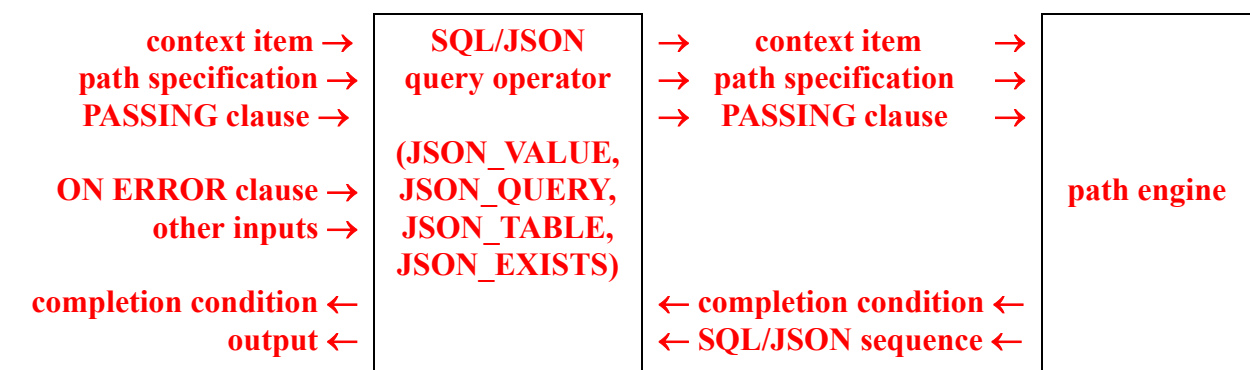 context item → SQL/JSON → context item →
path specification → query operator → path specification →
PASSING clause → → PASSING clause →
(JSON_VALUE,
ON ERROR clause → JSON_QUERY, path engine
other inputs → JSON_TABLE,
JSON_EXISTS)
completion condition ← ← completion condition ←
output ← ← SQL/JSON sequence ←